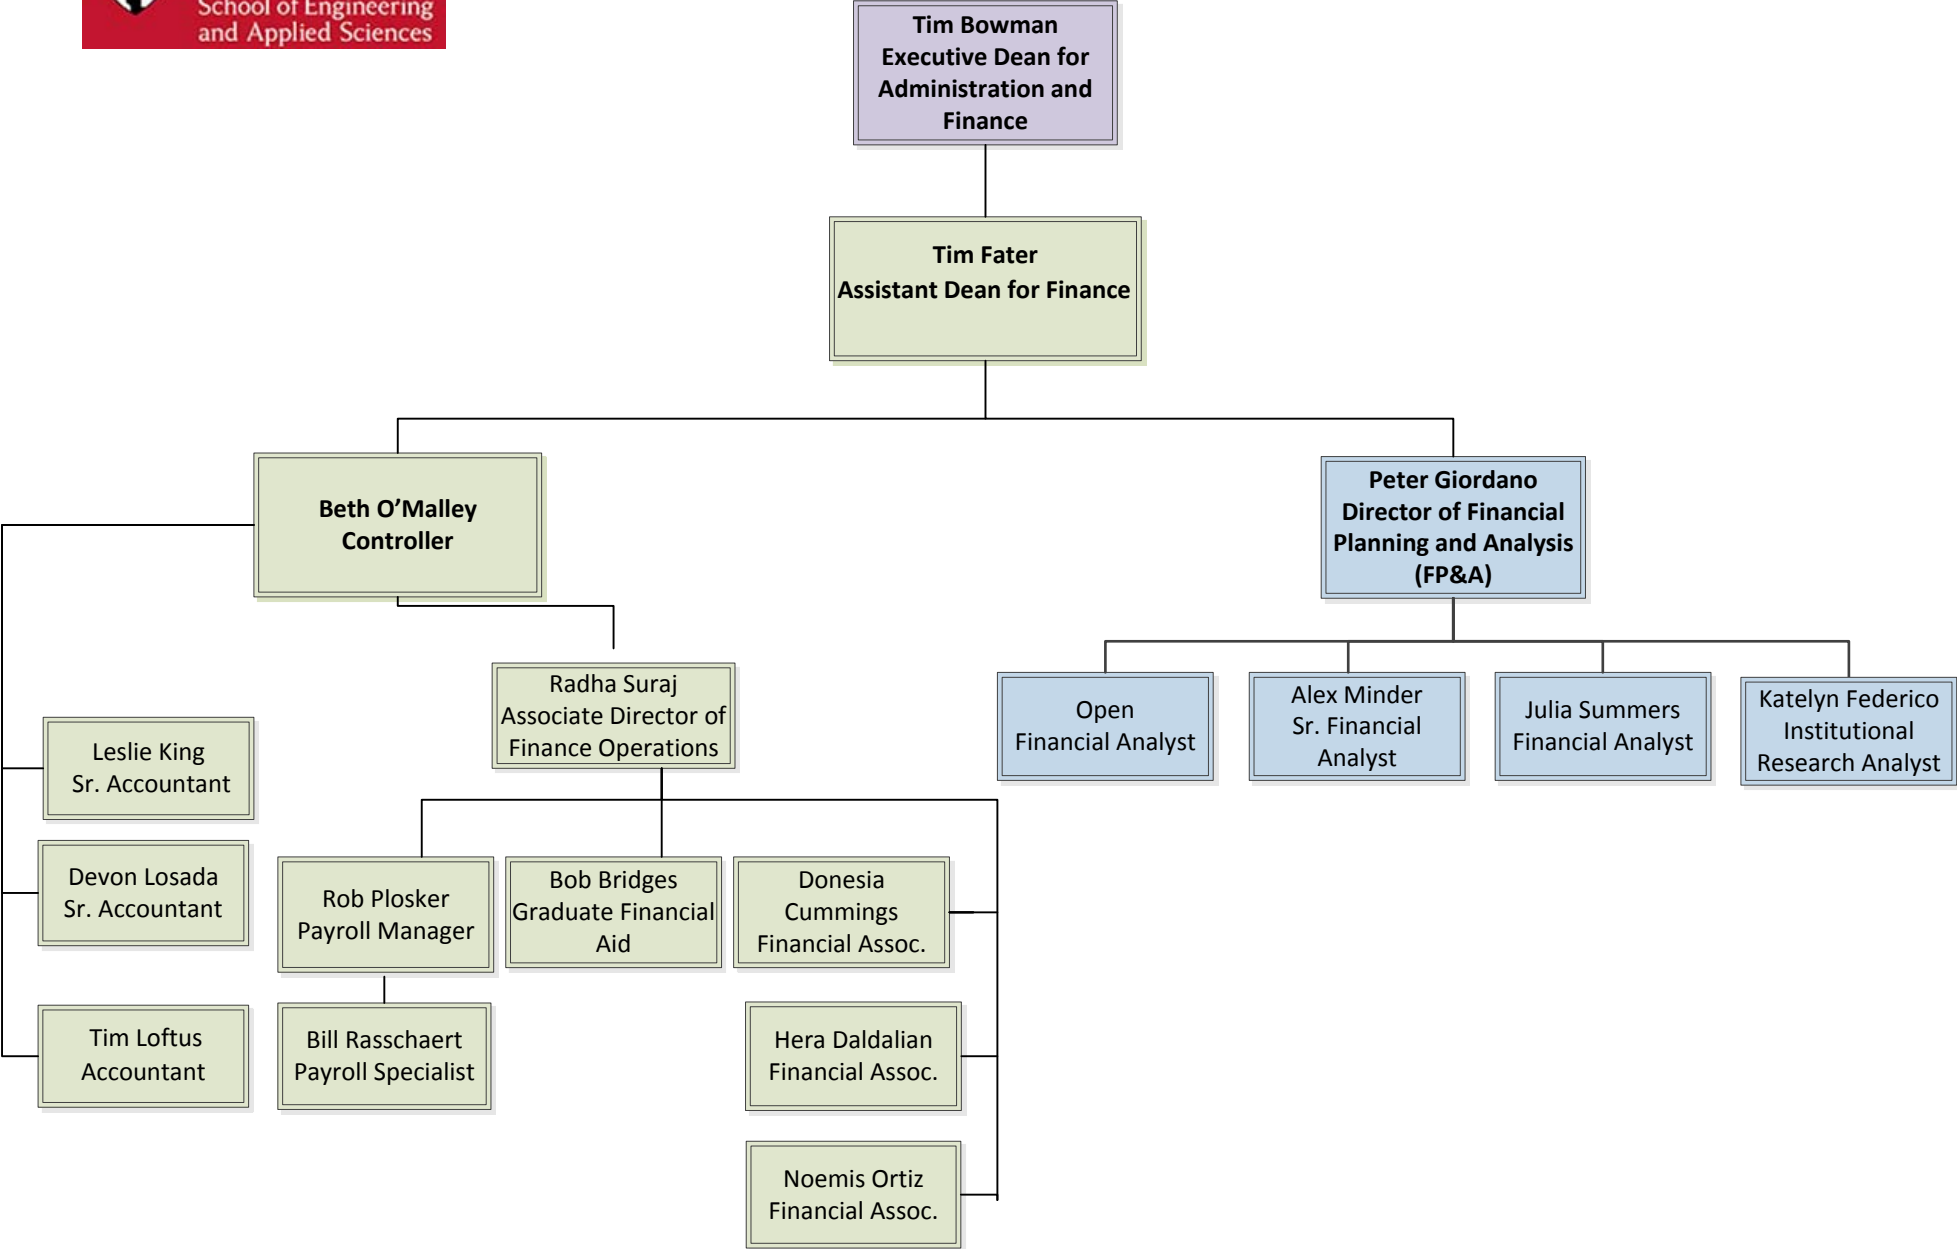 School of Engineering
and Applied Sciences
Tim Bowman
Executive Dean for
Administration and
Finance
Tim Fater
Assistant Dean for Finance
Beth O’Malley
Controller
Peter Giordano
Director of Financial
Planning and Analysis
(FP&A)
Radha Suraj
Associate Director of
Finance Operations
Open
Financial Analyst
Alex Minder
Sr. Financial
Analyst
Julia Summers
Financial Analyst
Katelyn Federico
Institutional
Research Analyst
Leslie King
Sr. Accountant
Devon Losada
Sr. Accountant
Tim Loftus
Accountant
Rob Plosker
Payroll Manager
Bob Bridges
Graduate Financial
Aid
Donesia
Cummings
Financial Assoc.
Bill Rasschaert
Payroll Specialist
Hera Daldalian
Financial Assoc.
Noemis Ortiz
Financial Assoc.